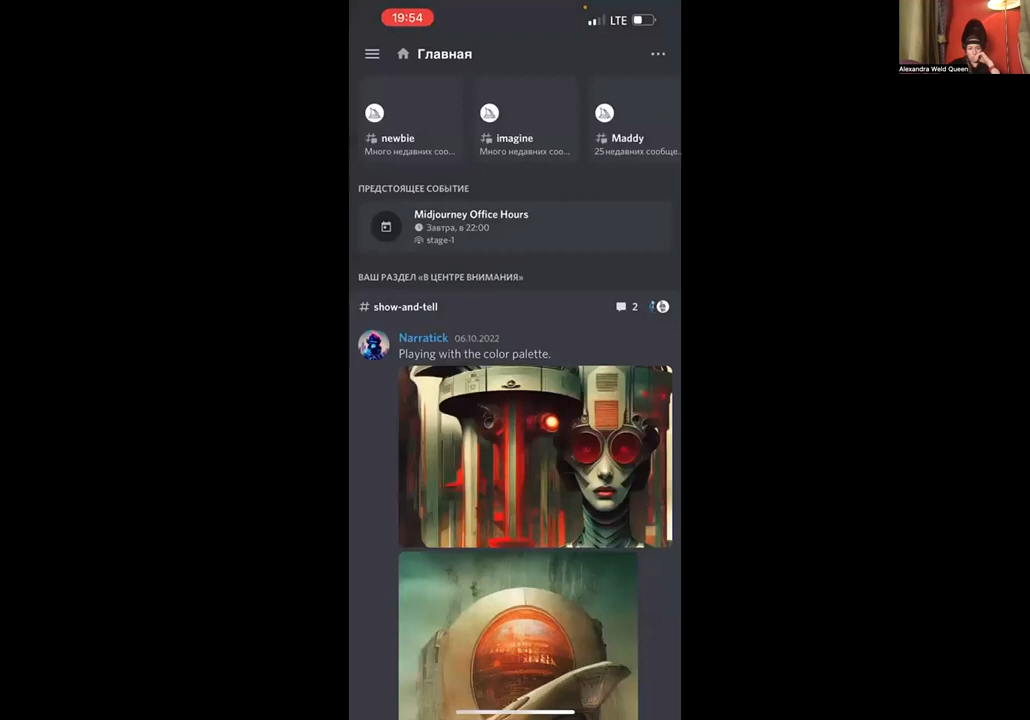 19:54
LTE
Главная
Alexandra Weld Queen
newbie
imagine
Maddy
Много недавних соо...
Много недавних соо...
25 недавних сообще...
ПРЕДСТОЯЩЕЕ СОБЫТИЕ
Midjourney Office Hours
Завтра, в 22:00
stage-1
ВАШ РАЗДЕЛ «В ЦЕНТРЕ ВНИМАНИЯ»
# show-and-tell
2
Narratick 06.10.2022
Playing with the color palette.